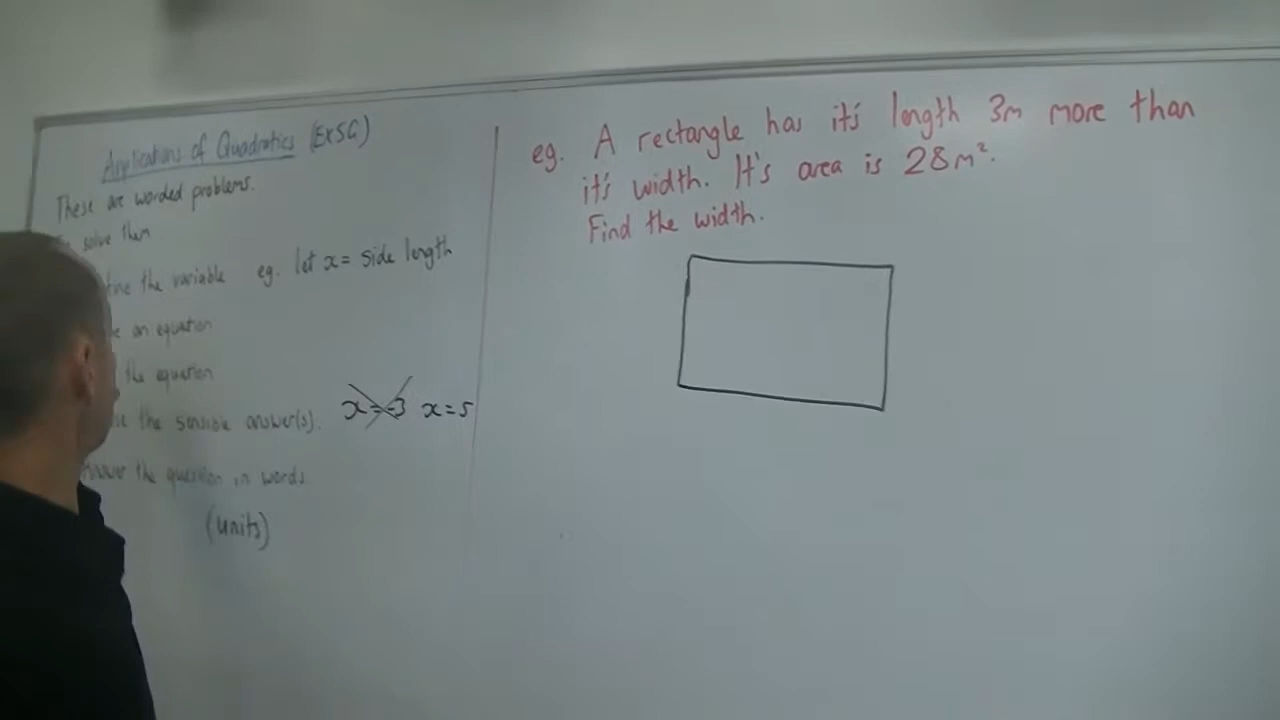 Applications of Quadratics (Ex5G)
These are worded problems.
solve them
the variable eg. let x = side length
an equation
the equation
the sensible answer(s). x=-3 x=5
Answer the question in words.
(units)
eg. A rectangle has it's length 3m more than
it's width. It's area is 28m².
Find the width.